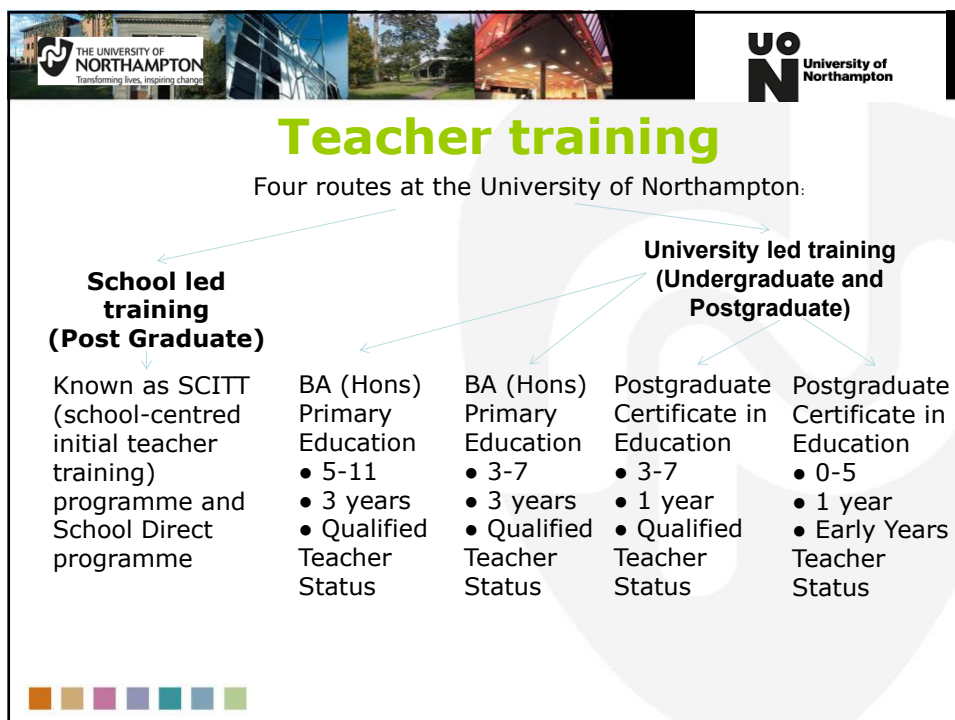 THE UNIVERSITY OF
NORTHAMPTON
Transforming lives, inspiring change
UO
N
University of
Northampton
Teacher training
Four routes at the University of Northampton:
School led
training
(Post Graduate)
University led training
(Undergraduate and
Postgraduate)
Known as SCITT
(school-centred
initial teacher
training)
programme and
School Direct
programme
BA (Hons)
Primary
Education
● 5-11
● 3 years
● Qualified
Teacher
Status
BA (Hons)
Primary
Education
● 3-7
● 3 years
● Qualified
Teacher
Status
Postgraduate
Certificate in
Education
● 3-7
● 1 year
● Qualified
Teacher
Status
Postgraduate
Certificate in
Education
● 0-5
● 1 year
● Early Years
Teacher
Status